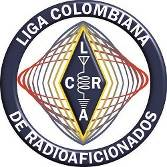 LIGA COLOMBIANA
L
C R
A
DE RADIOAFICIONADOS